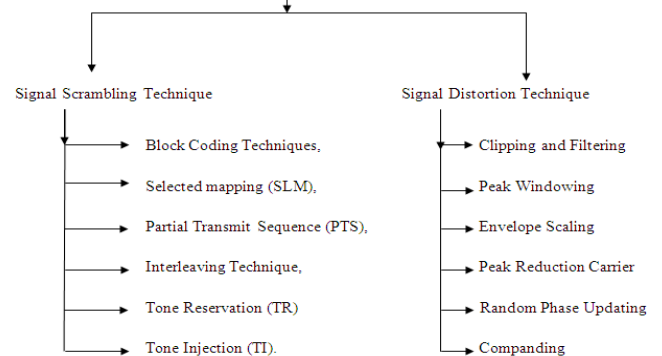 Signal Scrambling Technique
Block Coding Techniques,
Selected mapping (SLM),
Partial Transmit Sequence (PTS),
Interleaving Technique,
Tone Reservation (TR)
Tone Injection (TI).
Signal Distortion Technique
Clipping and Filtering
Peak Windowing
Envelope Scaling
Peak Reduction Carrier
Random Phase Updating
Companding